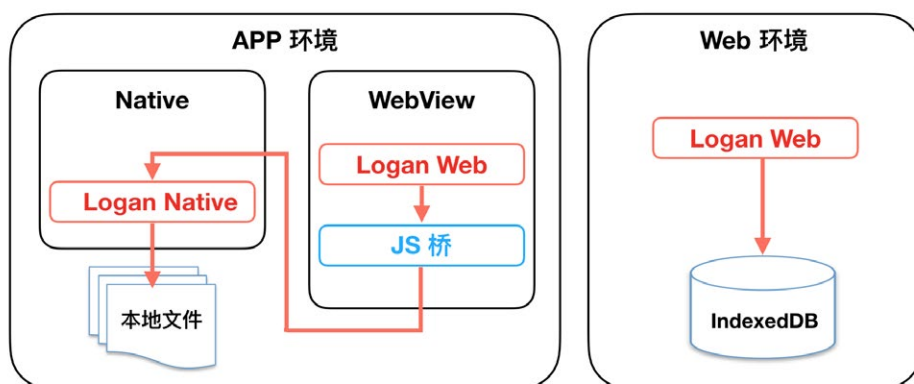 APP 环境
Native
Logan Native
本地文件
WebView
Logan Web
JS 桥
Web 环境
Logan Web
IndexedDB